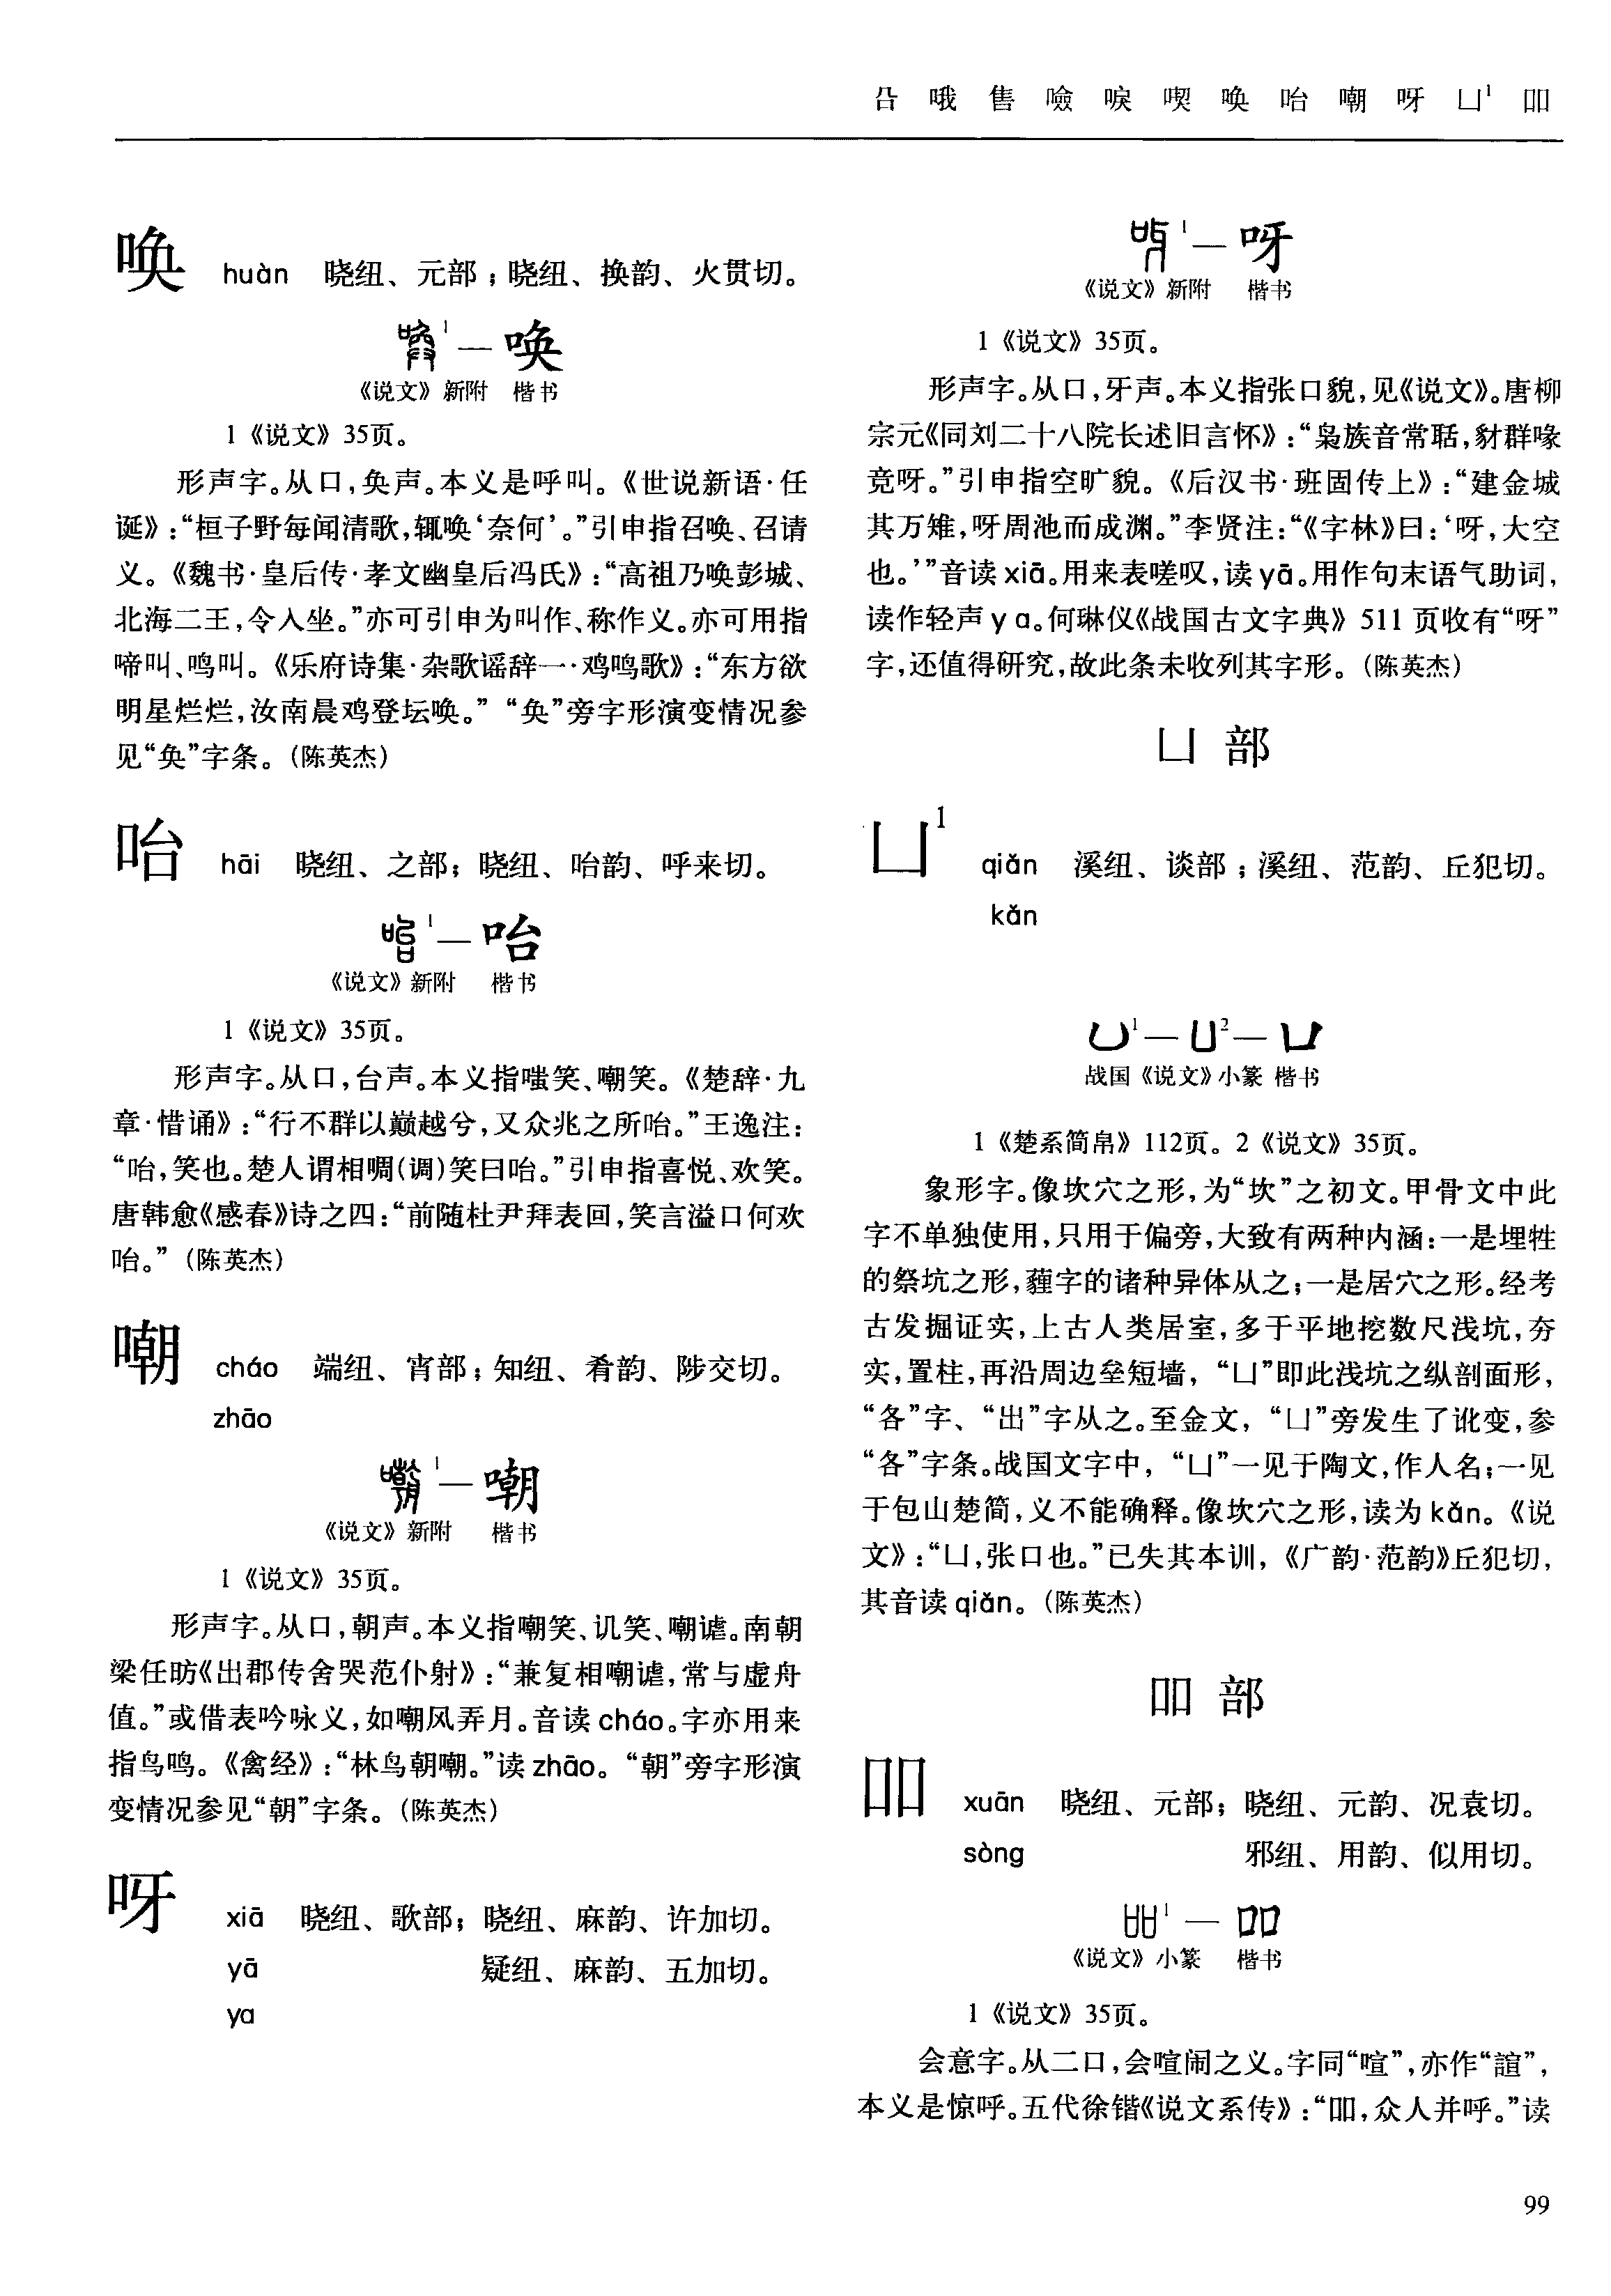 㕣 哦 售 噞 唳 喫 唤 咍 嘲 呀 凵¹ 吅
唤 huàn 晓纽、元部；晓纽、换韵、火贯切。
¹—唤
《说文》新附 楷书
1《说文》35页。
形声字。从口，奂声。本义是呼叫。《世说新语·任
诞》：“桓子野每闻清歌，辄唤‘奈何’。”引申指召唤、召请
义。《魏书·皇后传·孝文幽皇后冯氏》：“高祖乃唤彭城、
北海二王，令入坐。”亦可引申为叫作、称作义。亦可用指
啼叫、鸣叫。《乐府诗集·杂歌谣辞一·鸡鸣歌》：“东方欲
明星烂烂，汝南晨鸡登坛唤。”“奂”旁字形演变情况参
见“奂”字条。（陈英杰）
咍 hāi 晓纽、之部；晓纽、咍韵、呼来切。
¹—咍
《说文》新附 楷书
1《说文》35页。
形声字。从口，台声。本义指嗤笑、嘲笑。《楚辞·九
章·惜诵》：“行不群以巅越兮，又众兆之所咍。”王逸注：
“咍，笑也。楚人谓相啁(调)笑曰咍。”引申指喜悦、欢笑。
唐韩愈《感春》诗之四：“前随杜尹拜表回，笑言溢口何欢
咍。”（陈英杰）
嘲 cháo 端纽、宵部；知纽、肴韵、陟交切。
zhāo
¹—嘲
《说文》新附 楷书
1《说文》35页。
形声字。从口，朝声。本义指嘲笑、讥笑、嘲谑。南朝
梁任昉《出郡传舍哭范仆射》：“兼复相嘲谑，常与虚舟
值。”或借表吟咏义，如嘲风弄月。音读cháo。字亦用来
指鸟鸣。《禽经》：“林鸟朝嘲。”读zhāo。“朝”旁字形演
变情况参见“朝”字条。（陈英杰）
呀 xiā 晓纽、歌部；晓纽、麻韵、许加切。
yā 疑纽、麻韵、五加切。
ya
¹—呀
《说文》新附 楷书
1《说文》35页。
形声字。从口，牙声。本义指张口貌，见《说文》。唐柳
宗元《同刘二十八院长述旧言怀》：“枭族音常聒，豺群喙
竞呀。”引申指空旷貌。《后汉书·班固传上》：“建金城
其万雉，呀周池而成渊。”李贤注：“《字林》曰：‘呀，大空
也。’”音读xiā。用来表嗟叹，读yā。用作句末语气助词，
读作轻声ya。何琳仪《战国古文字典》511页收有“呀”
字，还值得研究，故此条未收列其字形。（陈英杰）
凵 部
凵¹ qiǎn 溪纽、谈部；溪纽、范韵、丘犯切。
kǎn
凵¹—凵²—凵
战国《说文》小篆 楷书
1《楚系简帛》112页。2《说文》35页。
象形字。像坎穴之形，为“坎”之初文。甲骨文中此
字不单独使用，只用于偏旁，大致有两种内涵：一是埋牲
的祭坑之形，薶字的诸种异体从之；一是居穴之形。经考
古发掘证实，上古人类居室，多于平地挖数尺浅坑，夯
实，置柱，再沿周边垒短墙，“凵”即此浅坑之纵剖面形，
“各”字、“出”字从之。至金文，“凵”旁发生了讹变，参
“各”字条。战国文字中，“凵”一见于陶文，作人名；一见
于包山楚简，义不能确释。像坎穴之形，读为kǎn。《说
文》：“凵，张口也。”已失其本训，《广韵·范韵》丘犯切，
其音读qiǎn。（陈英杰）
吅 部
吅 xuān 晓纽、元部；晓纽、元韵、况袁切。
sòng 邪纽、用韵、似用切。
吅¹—吅
《说文》小篆 楷书
1《说文》35页。
会意字。从二口，会喧闹之义。字同“喧”，亦作“諠”，
本义是惊呼。五代徐锴《说文系传》：“吅，众人并呼。”读
99